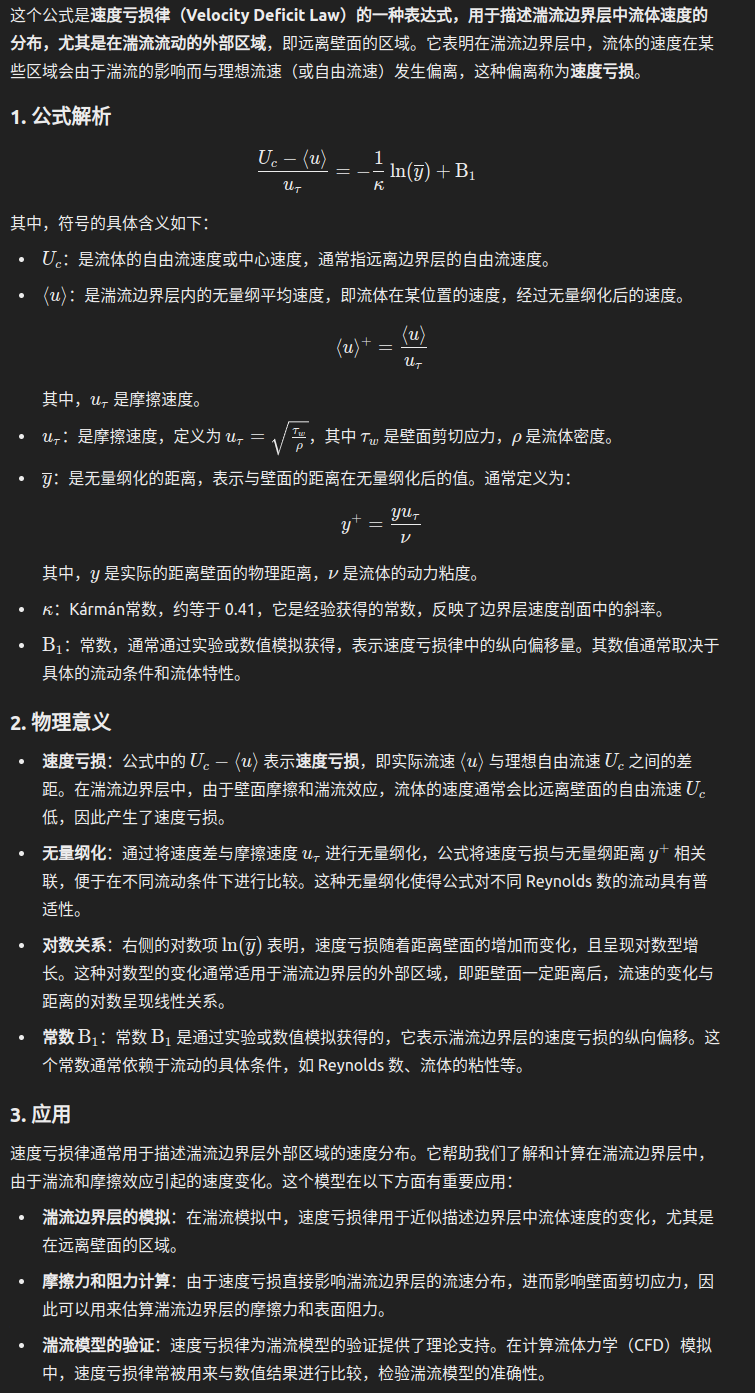 这个公式是速度亏损律（Velocity Deficit Law）的一种表达式，用于描述湍流边界层中流体速度的
分布，尤其是在湍流流动的外部区域，即远离壁面的区域。它表明在湍流边界层中，流体的速度在某
些区域会由于湍流的影响而与理想流速（或自由流速）发生偏离，这种偏离称为速度亏损。
1. 公式解析
\frac{U_c - \langle u \rangle}{u_\tau} = -\frac{1}{\kappa} \ln(\overline{y}) + \mathrm{B}_1
其中，符号的具体含义如下：
• U_c：是流体的自由流速度或中心速度，通常指远离边界层的自由流速度。
• ⟨u⟩：是湍流边界层内的无量纲平均速度，即流体在某位置的速度，经过无量纲化后的速度。
\langle u \rangle^+ = \frac{\langle u \rangle}{u_\tau}
其中，u_τ 是摩擦速度。
• u_τ：是摩擦速度，定义为 u_\tau = \sqrt{\frac{\tau_w}{\rho}}，其中 τ_w 是壁面剪切应力，ρ 是流体密度。
• \overline{y}：是无量纲化的距离，表示与壁面的距离在无量纲化后的值。通常定义为：
y^+ = \frac{y u_\tau}{\nu}
其中，y 是实际的距离壁面的物理距离，ν 是流体的动力粘度。
• κ：Kármán常数，约等于 0.41，它是经验获得的常数，反映了边界层速度剖面中的斜率。
• B₁：常数，通常通过实验或数值模拟获得，表示速度亏损律中的纵向偏移量。其数值通常取决于
具体的流动条件和流体特性。
2. 物理意义
• 速度亏损：公式中的 U_c − ⟨u⟩ 表示速度亏损，即实际流速 ⟨u⟩ 与理想自由流速 U_c 之间的差
距。在湍流边界层中，由于壁面摩擦和湍流效应，流体的速度通常会比远离壁面的自由流速 U_c
低，因此产生了速度亏损。
• 无量纲化：通过将速度差与摩擦速度 u_τ 进行无量纲化，公式将速度亏损与无量纲距离 y⁺ 相关
联，便于在不同流动条件下进行比较。这种无量纲化使得公式对不同 Reynolds 数的流动具有普
适性。
• 对数关系：右侧的对数项 ln(\overline{y}) 表明，速度亏损随着距离壁面的增加而变化，且呈现对数型增
长。这种对数型的变化通常适用于湍流边界层的外部区域，即距壁面一定距离后，流速的变化与
距离的对数呈现线性关系。
• 常数 B₁：常数 B₁ 是通过实验或数值模拟获得的，它表示湍流边界层的速度亏损的纵向偏移。这
个常数通常依赖于流动的具体条件，如 Reynolds 数、流体的粘性等。
3. 应用
速度亏损律通常用于描述湍流边界层外部区域的速度分布。它帮助我们了解和计算在湍流边界层中，
由于湍流和摩擦效应引起的速度变化。这个模型在以下方面有重要应用：
• 湍流边界层的模拟：在湍流模拟中，速度亏损律用于近似描述边界层中流体速度的变化，尤其是
在远离壁面的区域。
• 摩擦力和阻力计算：由于速度亏损直接影响湍流边界层的流速分布，进而影响壁面剪切应力，因
此可以用来估算湍流边界层的摩擦力和表面阻力。
• 湍流模型的验证：速度亏损律为湍流模型的验证提供了理论支持。在计算流体力学（CFD）模拟
中，速度亏损律常被用来与数值结果进行比较，检验湍流模型的准确性。